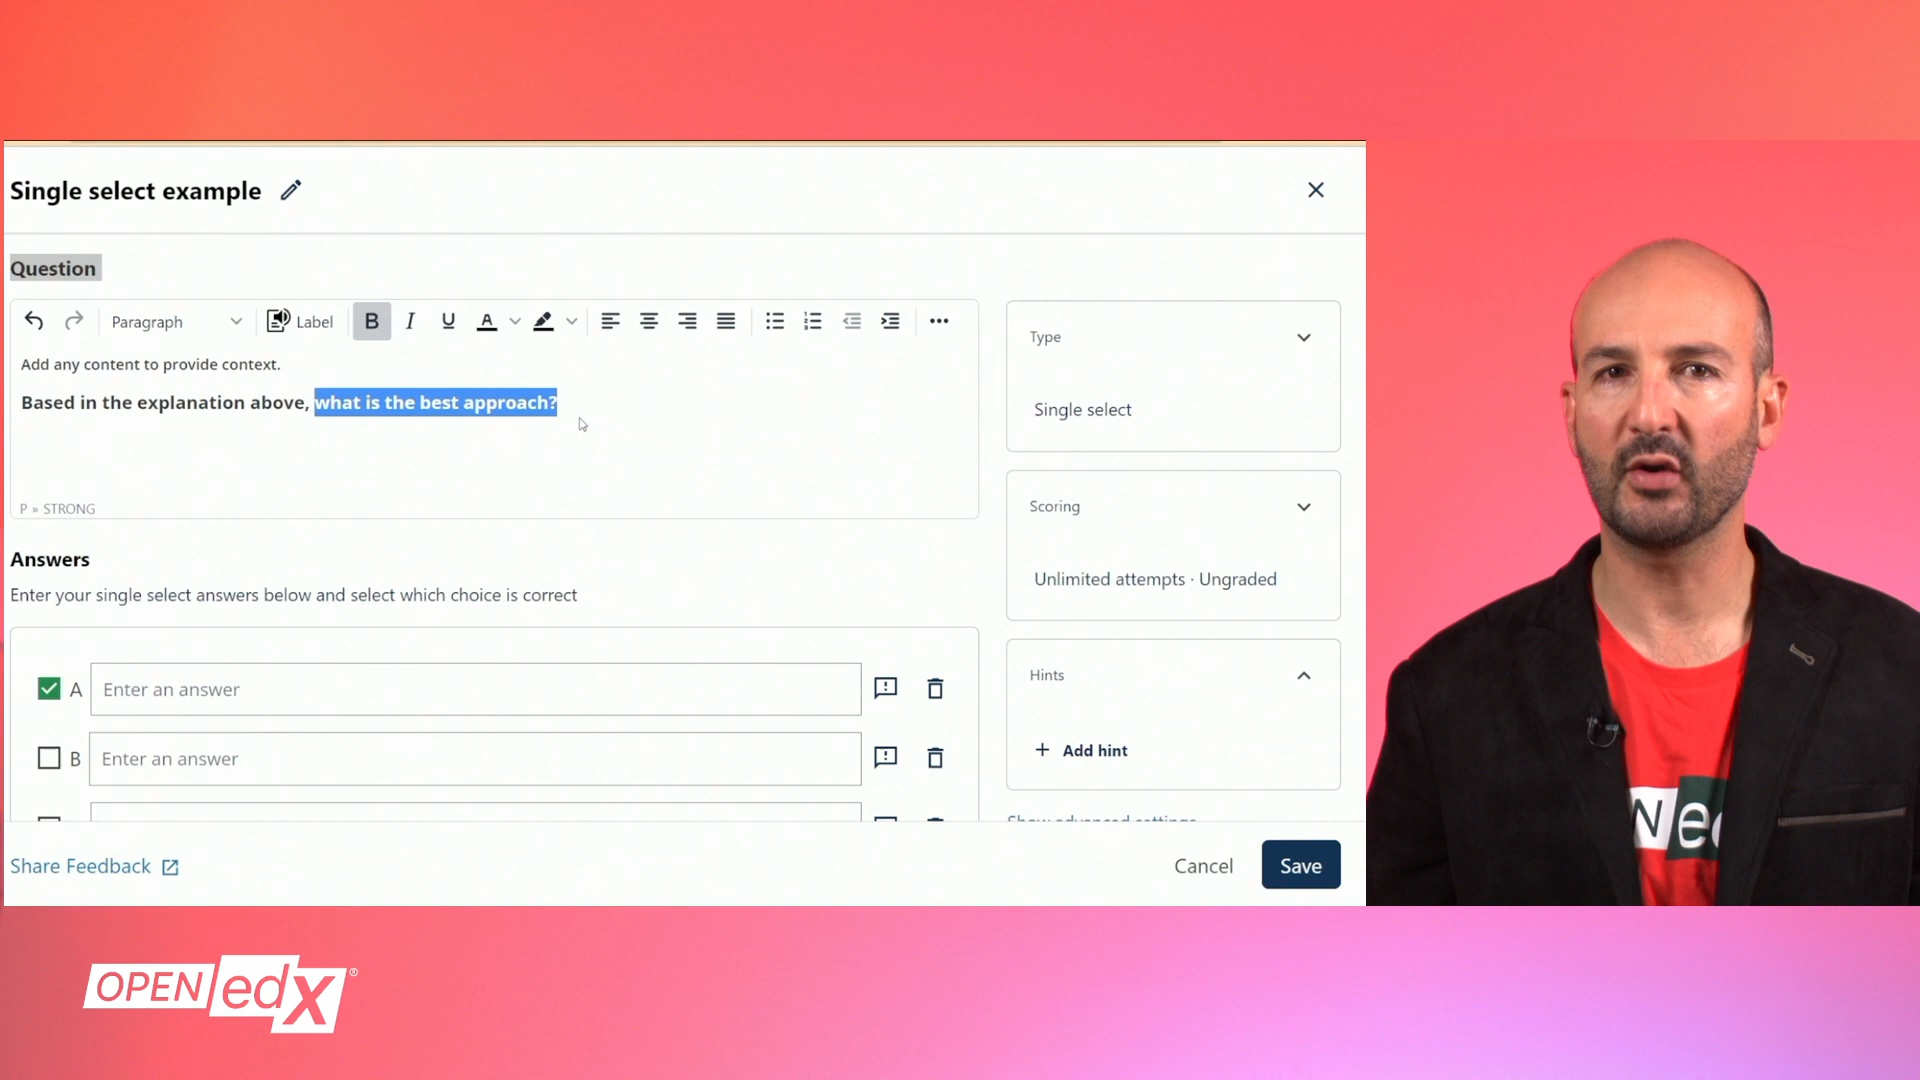 Single select example
Question
Paragraph
Label
B I U A
Add any content to provide context.
Based in the explanation above, what is the best approach?
P » STRONG
Answers
Enter your single select answers below and select which choice is correct
A Enter an answer
B Enter an answer
Type
Single select
Scoring
Unlimited attempts · Ungraded
Hints
+ Add hint
Show advanced settings
Share Feedback
Cancel
Save
OPEN edX®